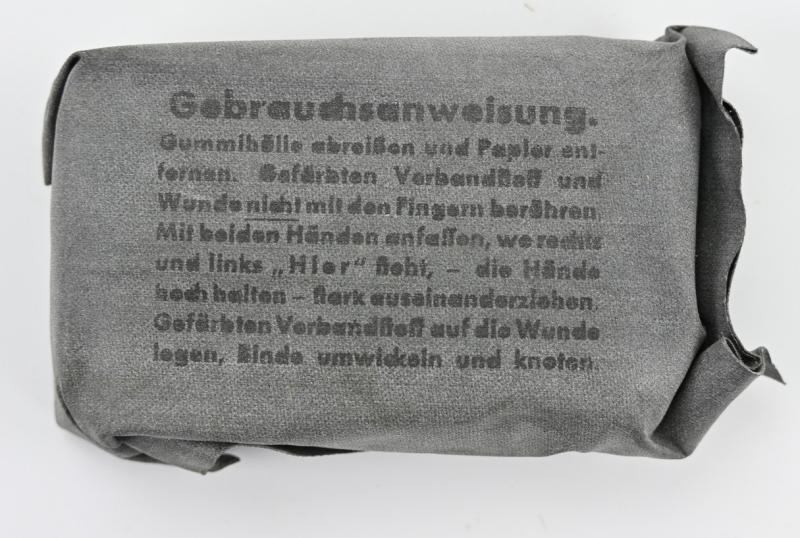 Gebrauchsanweisung.
Gummihülle abreißen und Papier ent-
fernen. Gefärbten Verbandſtoff und
Wunde nicht mit den Fingern berühren.
Mit beiden Händen anfaſſen, wo rechts
und links „Hier“ ſteht, – die Hände
hoch halten – ſtark auseinanderziehen.
Gefärbten Verbandſtoff auf die Wunde
legen, Binde umwickeln und knoten.